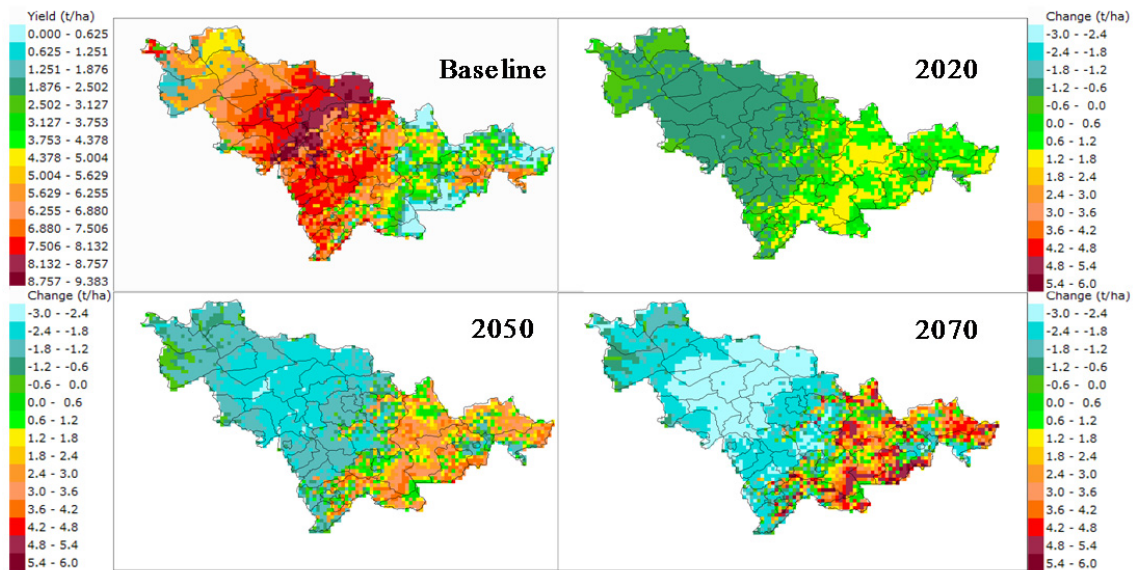 Yield (t/ha)
0.000 - 0.625
0.625 - 1.251
1.251 - 1.876
1.876 - 2.502
2.502 - 3.127
3.127 - 3.753
3.753 - 4.378
4.378 - 5.004
5.004 - 5.629
5.629 - 6.255
6.255 - 6.880
6.880 - 7.506
7.506 - 8.132
8.132 - 8.757
8.757 - 9.383
Baseline
2020
Change (t/ha)
-3.0 - -2.4
-2.4 - -1.8
-1.8 - -1.2
-1.2 - -0.6
-0.6 - 0.0
0.0 - 0.6
0.6 - 1.2
1.2 - 1.8
1.8 - 2.4
2.4 - 3.0
3.0 - 3.6
3.6 - 4.2
4.2 - 4.8
4.8 - 5.4
5.4 - 6.0
Change (t/ha)
-3.0 - -2.4
-2.4 - -1.8
-1.8 - -1.2
-1.2 - -0.6
-0.6 - 0.0
0.0 - 0.6
0.6 - 1.2
1.2 - 1.8
1.8 - 2.4
2.4 - 3.0
3.0 - 3.6
3.6 - 4.2
4.2 - 4.8
4.8 - 5.4
5.4 - 6.0
2050
2070
Change (t/ha)
-3.0 - -2.4
-2.4 - -1.8
-1.8 - -1.2
-1.2 - -0.6
-0.6 - 0.0
0.0 - 0.6
0.6 - 1.2
1.2 - 1.8
1.8 - 2.4
2.4 - 3.0
3.0 - 3.6
3.6 - 4.2
4.2 - 4.8
4.8 - 5.4
5.4 - 6.0